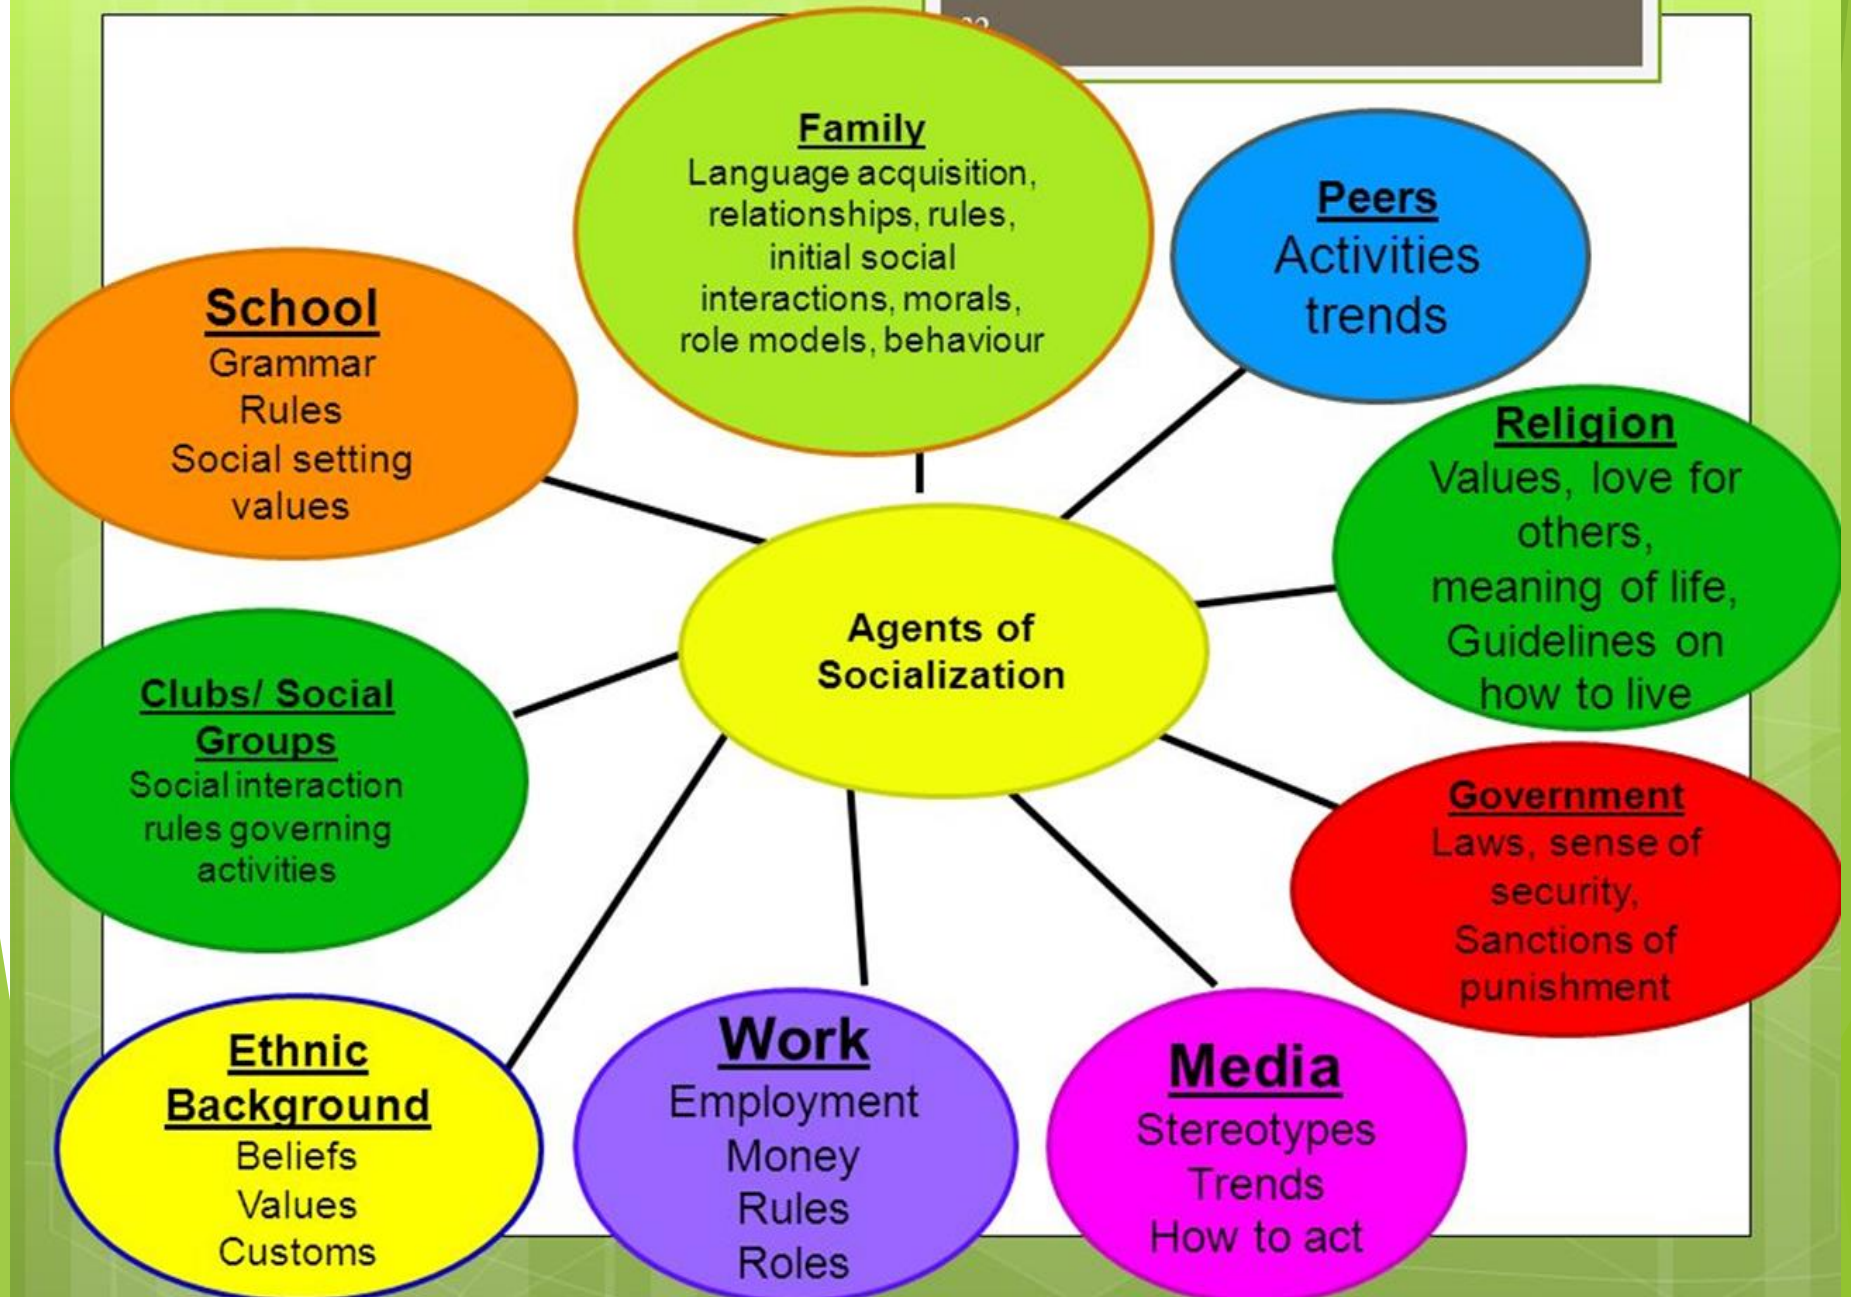 Family
Language acquisition,
relationships, rules,
initial social
interactions, morals,
role models, behaviour
Peers
Activities
trends
School
Grammar
Rules
Social setting
values
Religion
Values, love for
others,
meaning of life,
Guidelines on
how to live
Agents of
Socialization
Clubs/ Social
Groups
Social interaction
rules governing
activities
Government
Laws, sense of
security,
Sanctions of
punishment
Ethnic
Background
Beliefs
Values
Customs
Work
Employment
Money
Rules
Roles
Media
Stereotypes
Trends
How to act